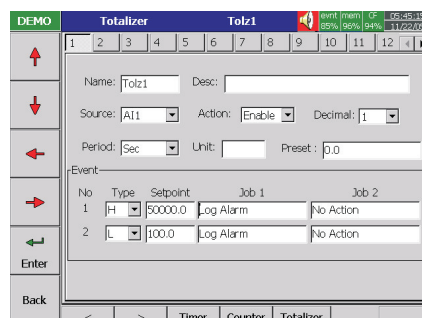 DEMO Totalizer Tolz1 evnt mem CF 05:45:19
85% 96% 94% 11/22/05
1 2 3 4 5 6 7 8 9 10 11 12
Name: Tolz1 Desc:
Source: AI1 Action: Enable Decimal: 1
Period: Sec Unit: Preset : 0.0
Event
No Type Setpoint Job 1 Job 2
1 H 50000.0 Log Alarm No Action
2 L 100.0 Log Alarm No Action
Enter
Back
< > Timer Counter Totalizer